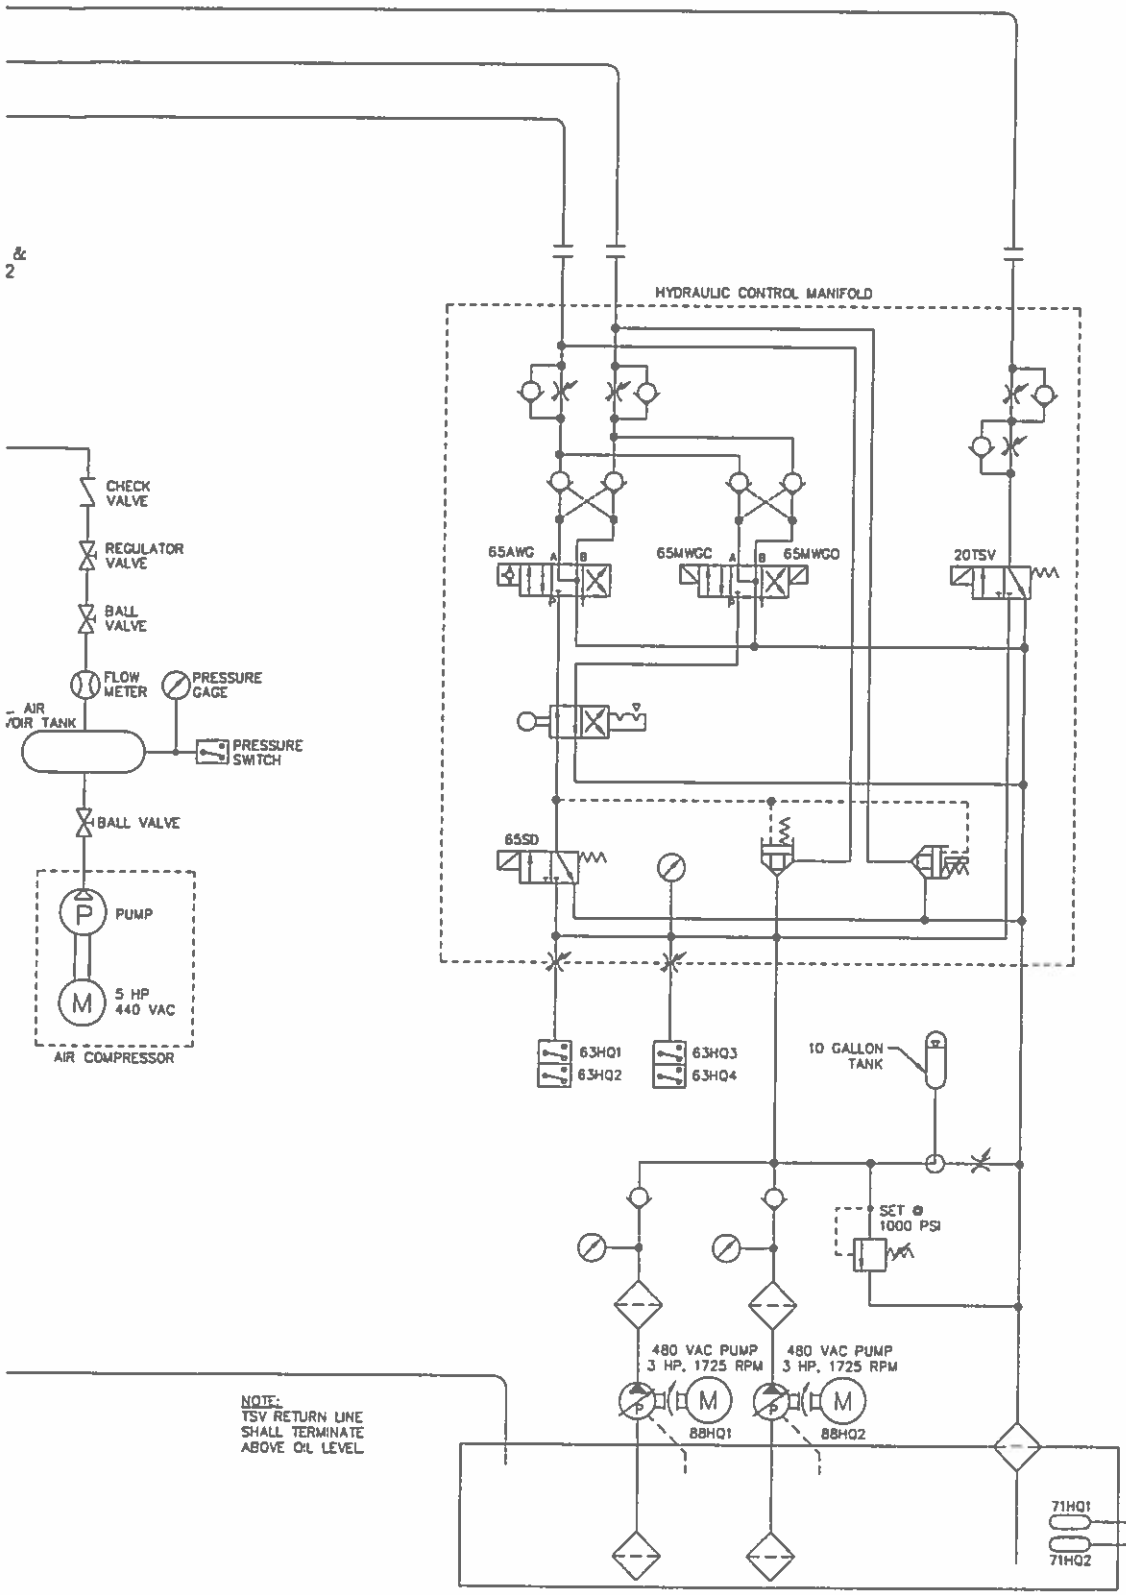 &
2
HYDRAULIC CONTROL MANIFOLD
CHECK
VALVE
REGULATOR
VALVE
BALL
VALVE
FLOW
METER
PRESSURE
GAGE
AIR
VOIR TANK
PRESSURE
SWITCH
BALL VALVE
P
PUMP
M
5 HP
440 VAC
AIR COMPRESSOR
65AWG
A
B
P
65MWGC
A
B
65MWGO
P
20TSV
65SD
63HQ1
63HQ2
63HQ3
63HQ4
10 GALLON
TANK
SET @
1000 PSI
480 VAC PUMP
3 HP, 1725 RPM
480 VAC PUMP
3 HP, 1725 RPM
P
M
88HQ1
P
M
88HQ2
NOTE:
TSV RETURN LINE
SHALL TERMINATE
ABOVE OIL LEVEL
71HQ1
71HQ2